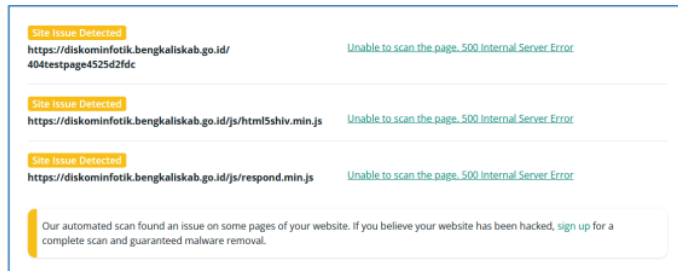 Site Issue Detected
https://diskominfotik.bengkaliskab.go.id/
404testpage4525d2fdc
Unable to scan the page. 500 Internal Server Error
Site Issue Detected
https://diskominfotik.bengkaliskab.go.id/js/html5shiv.min.js
Unable to scan the page. 500 Internal Server Error
Site Issue Detected
https://diskominfotik.bengkaliskab.go.id/js/respond.min.js
Unable to scan the page. 500 Internal Server Error
Our automated scan found an issue on some pages of your website. If you believe your website has been hacked, sign up for a
complete scan and guaranteed malware removal.